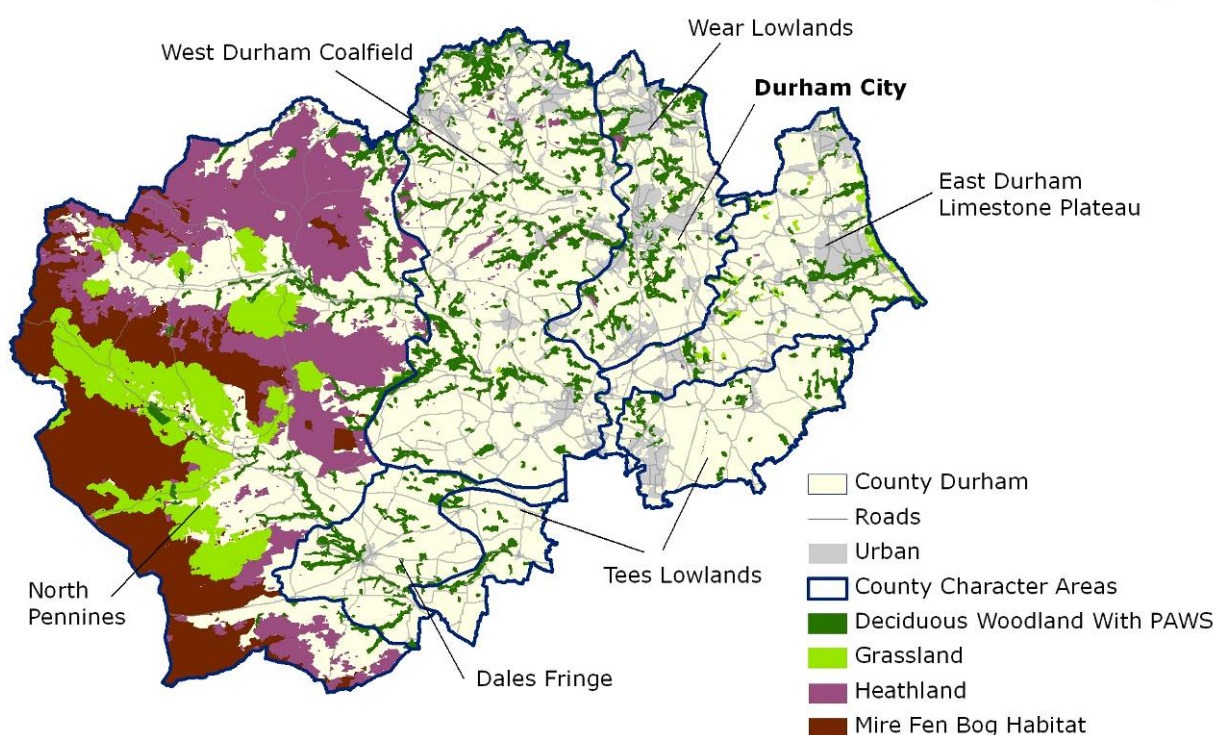 Wear Lowlands
West Durham Coalfield
Durham City
East Durham
Limestone Plateau
County Durham
Roads
Urban
Tees Lowlands
County Character Areas
North
Pennines
Deciduous Woodland With PAWS
Grassland
Dales Fringe
Heathland
Mire Fen Bog Habitat